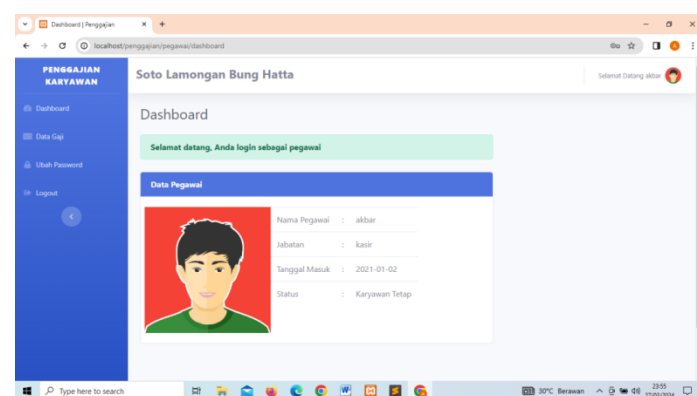 Dashboard | Penggajian
localhost/penggajian/pegawai/dashboard
PENGGAJIAN
KARYAWAN
Soto Lamongan Bung Hatta
Selamat Datang akbar
Dashboard
Data Gaji
Ubah Password
Logout
Dashboard
Selamat datang, Anda login sebagai pegawai
Data Pegawai
Nama Pegawai : akbar
Jabatan : kasir
Tanggal Masuk : 2021-01-02
Status : Karyawan Tetap
Type here to search
30°C Berawan
23:55